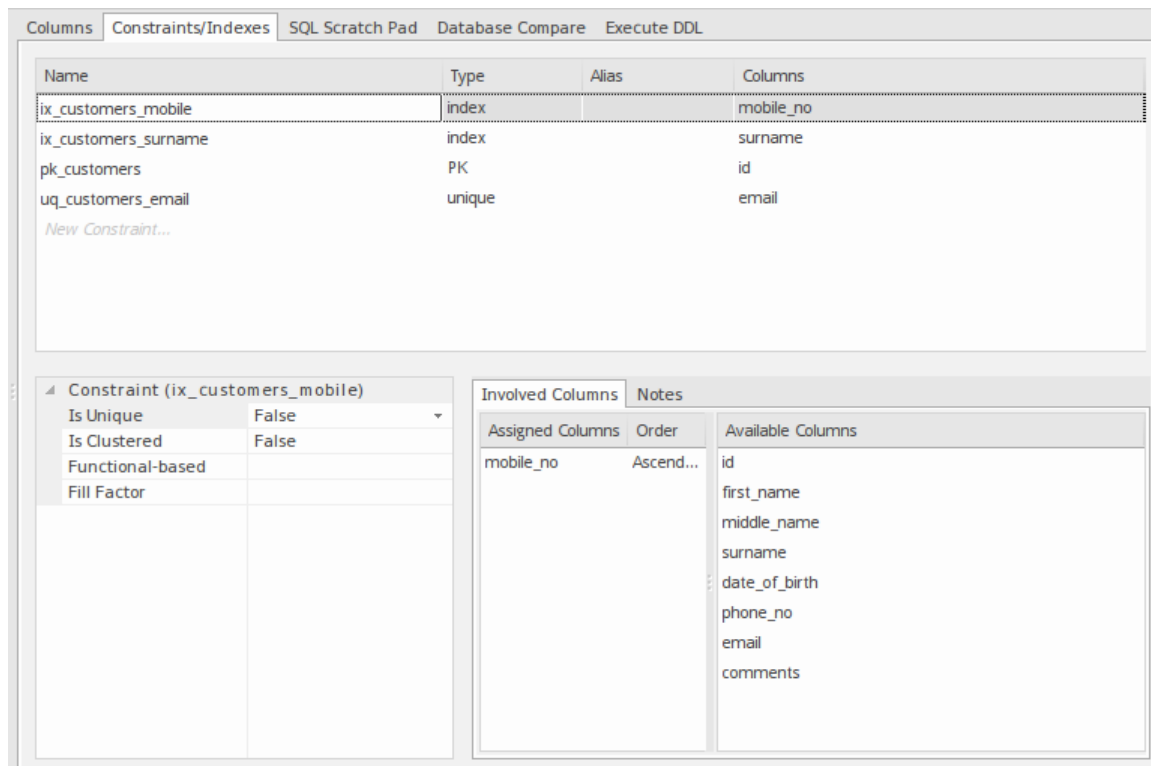 Columns Constraints/Indexes SQL Scratch Pad Database Compare Execute DDL
Name Type Alias Columns
ix_customers_mobile index mobile_no
ix_customers_surname index surname
pk_customers PK id
uq_customers_email unique email
New Constraint...
Constraint (ix_customers_mobile)
Is Unique False
Is Clustered False
Functional-based
Fill Factor
Involved Columns Notes
Assigned Columns Order Available Columns
mobile_no Ascend... id
first_name
middle_name
surname
date_of_birth
phone_no
email
comments